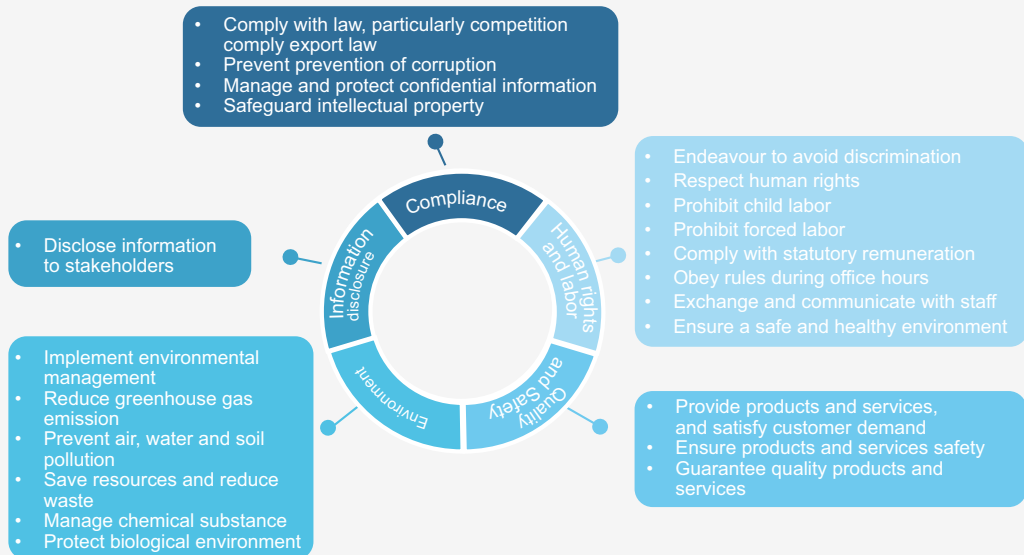 • Comply with law, particularly competition
comply export law
• Prevent prevention of corruption
• Manage and protect confidential information
• Safeguard intellectual property
Compliance
• Endeavour to avoid discrimination
• Respect human rights
• Prohibit child labor
• Prohibit forced labor
• Comply with statutory remuneration
• Obey rules during office hours
• Exchange and communicate with staff
• Ensure a safe and healthy environment
Human rights
and labor
• Disclose information
to stakeholders
Information
disclosure
• Implement environmental
management
• Reduce greenhouse gas
emission
• Prevent air, water and soil
pollution
• Save resources and reduce
waste
• Manage chemical substance
• Protect biological environment
Environment
Quality
and Safety
• Provide products and services,
and satisfy customer demand
• Ensure products and services safety
• Guarantee quality products and
services